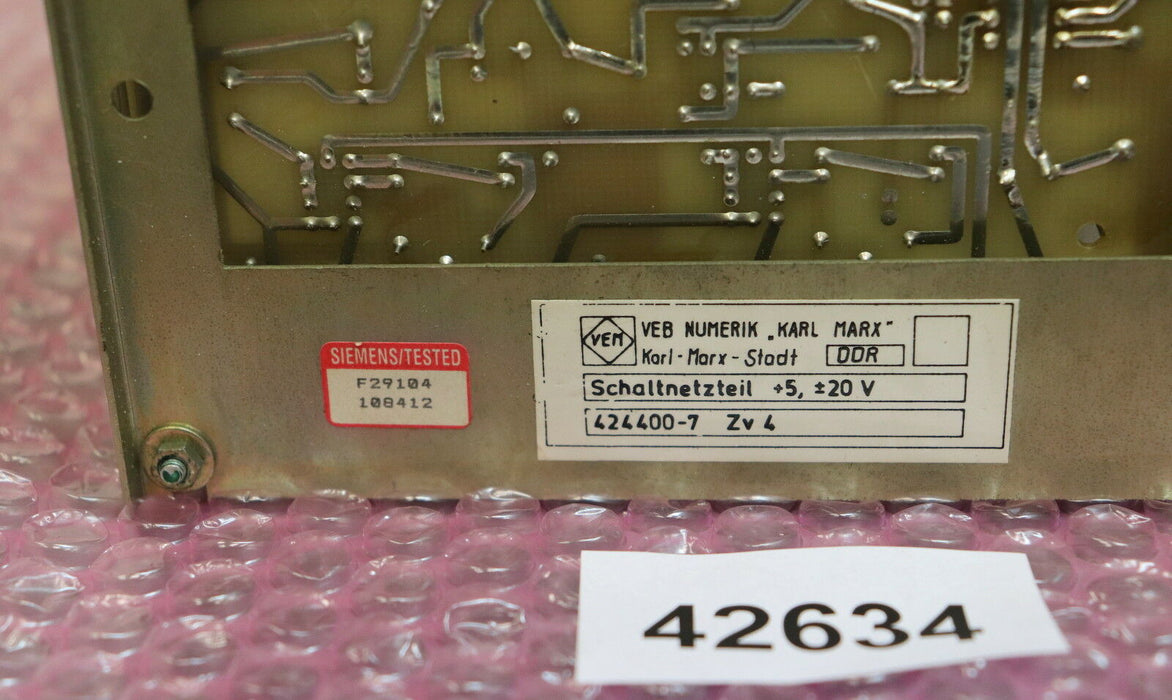 SIEMENS/TESTED
F29104
108412
VEM
VEB NUMERIK „KARL MARX"
Karl-Marx-Stadt DDR
Schaltnetzteil +5, ±20 V
424400-7 Zv 4
42634